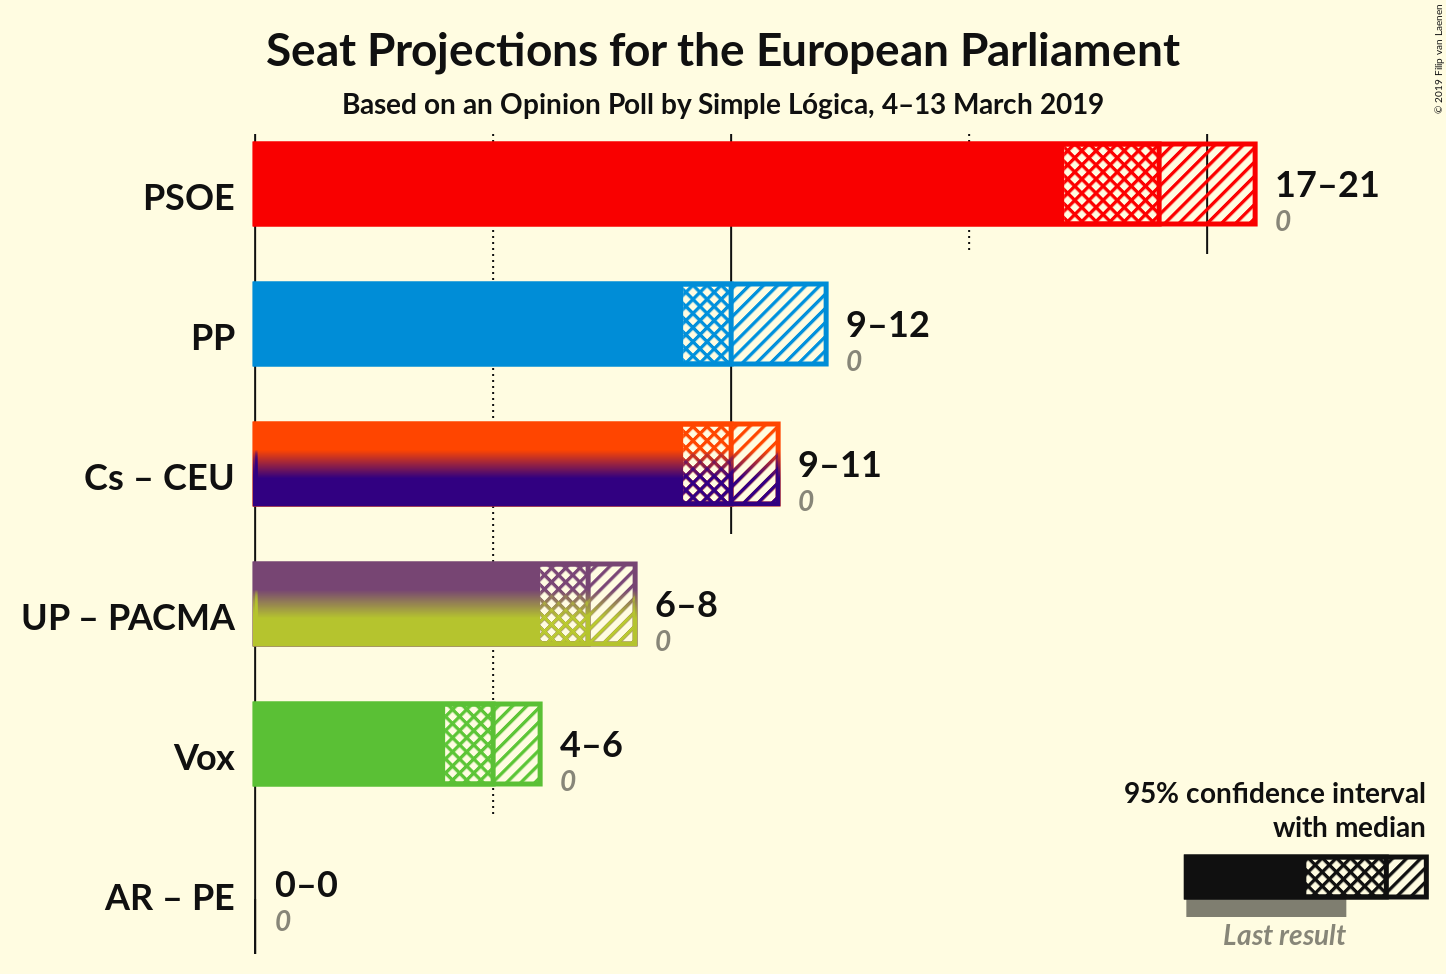 Seat Projections for the European Parliament
Based on an Opinion Poll by Simple Lógica, 4–13 March 2019
© 2019 Filip van Laenen
PSOE
17–21
0
PP
9–12
0
Cs – CEU
9–11
0
UP – PACMA
6–8
0
Vox
4–6
0
AR – PE
0–0
0
95% confidence interval
with median
Last result